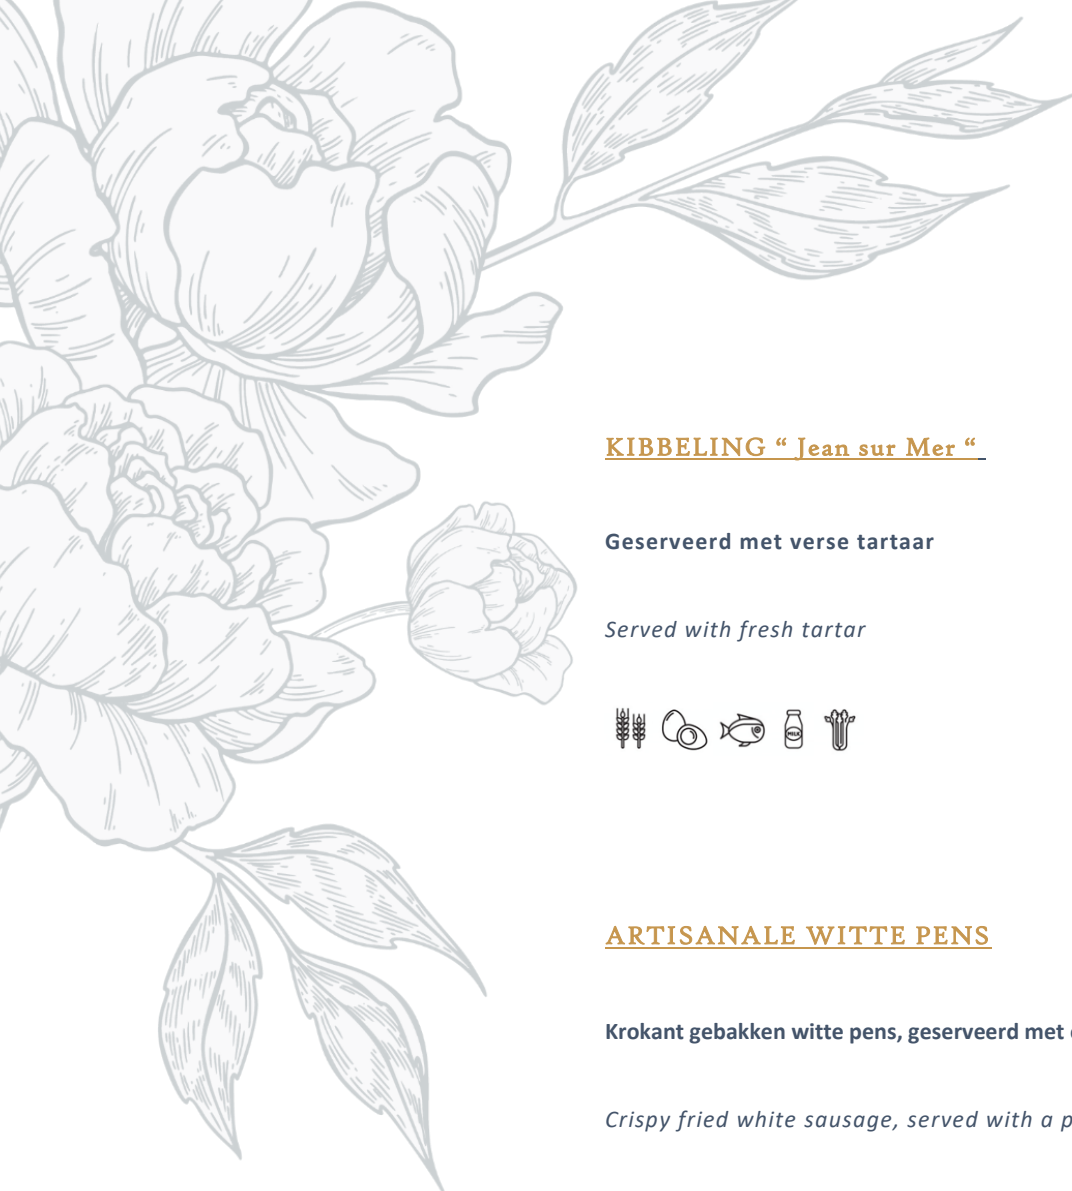 KIBBELING “ Jean sur Mer “
Geserveerd met verse tartaar
Served with fresh tartar
MILK
ARTISANALE WITTE PENS
Krokant gebakken witte pens, geserveerd met
Crispy fried white sausage, served with a